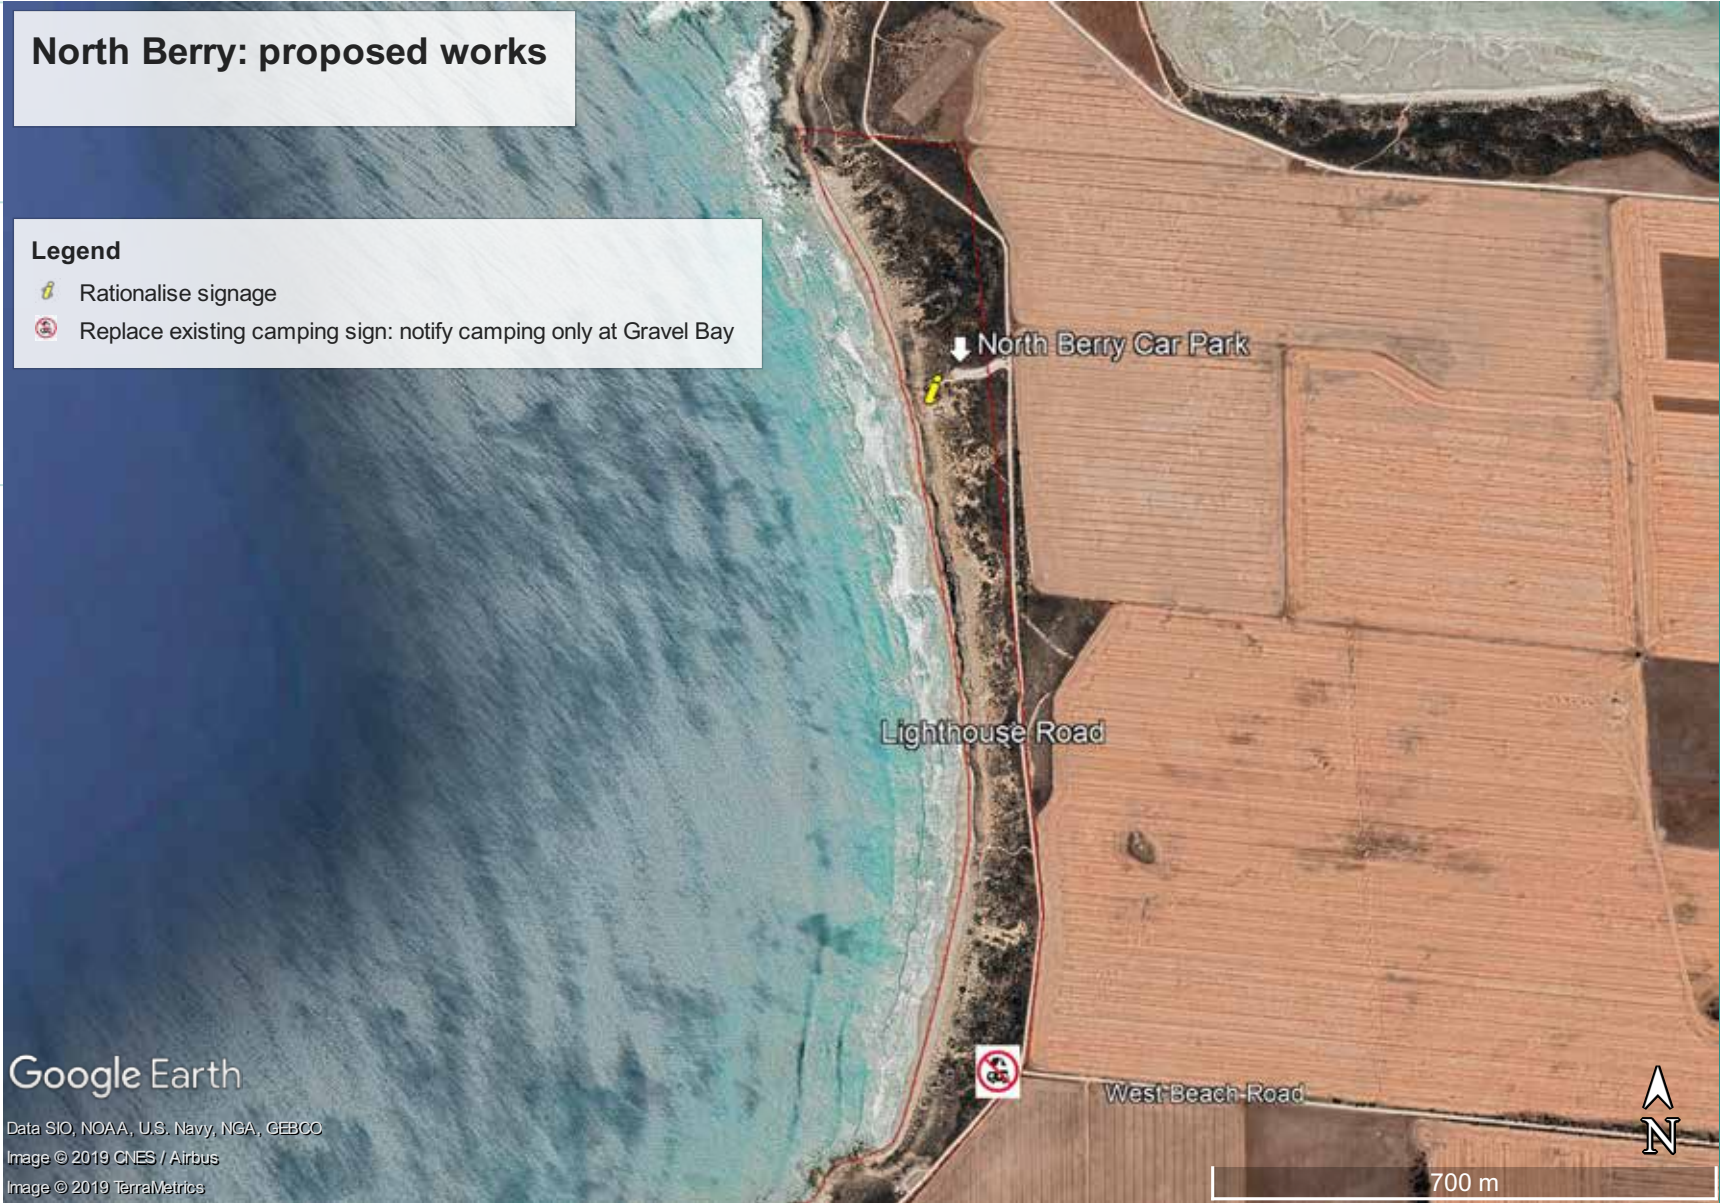 North Berry: proposed works
Legend
Rationalise signage
Replace existing camping sign: notify camping only at Gravel Bay
North Berry Car Park
Lighthouse Road
West Beach Road
Google Earth
Data SIO, NOAA, U.S. Navy, NGA, GEBCO
Image © 2019 CNES / Airbus
Image © 2019 TerraMetrics
N
700 m